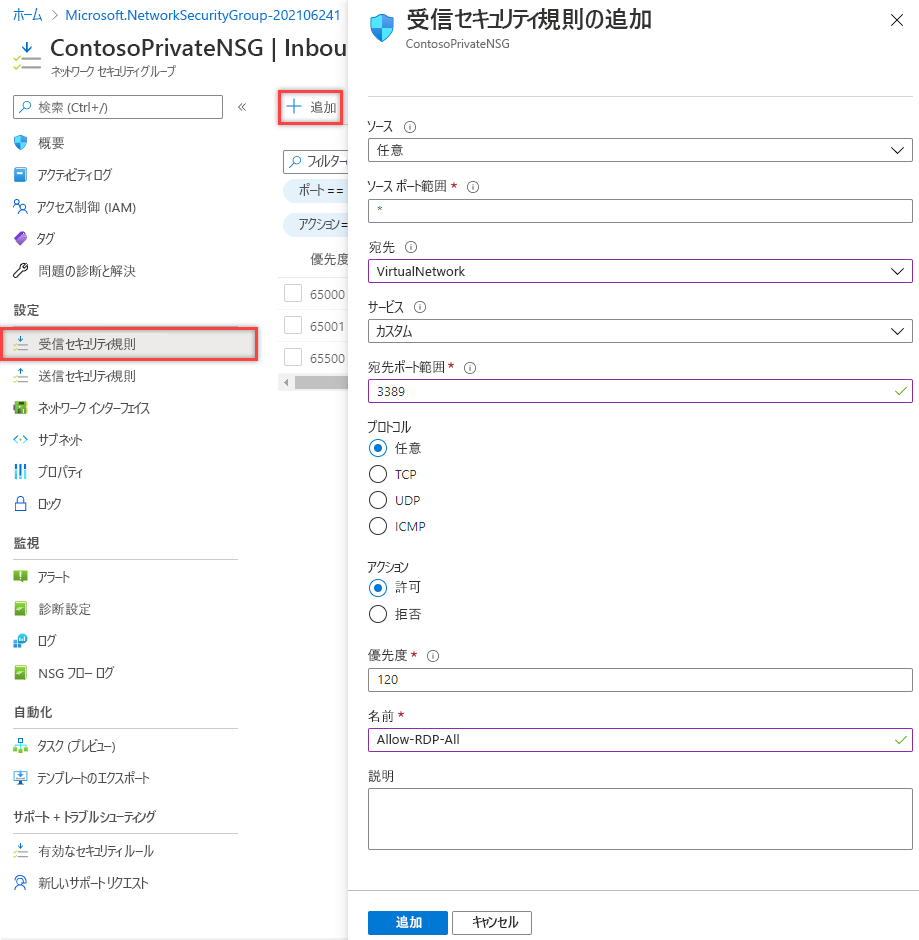 ホーム > Microsoft.NetworkSecurityGroup-202106241
ContosoPrivateNSG | Inbou
ネットワーク セキュリティグループ
検索 (Ctrl+/)
«
概要
アクティビティログ
アクセス制御 (IAM)
タグ
問題の診断と解決
設定
受信セキュリティ規則
送信セキュリティ規則
ネットワーク インターフェイス
サブネット
プロパティ
ロック
監視
アラート
診断設定
ログ
NSG フロー ログ
自動化
タスク (プレビュー)
テンプレートのエクスポート
サポート + トラブルシューティング
有効なセキュリティ ルール
新しいサポート リクエスト
追加
フィルター
ポート ==
アクション=
優先度
65000
65001
65500
受信セキュリティ規則の追加
ContosoPrivateNSG
ソース
任意
ソース ポート範囲 *
*
宛先
VirtualNetwork
サービス
カスタム
宛先ポート範囲 *
3389
プロトコル
任意
TCP
UDP
ICMP
アクション
許可
拒否
優先度 *
120
名前 *
Allow-RDP-All
説明
追加
キャンセル